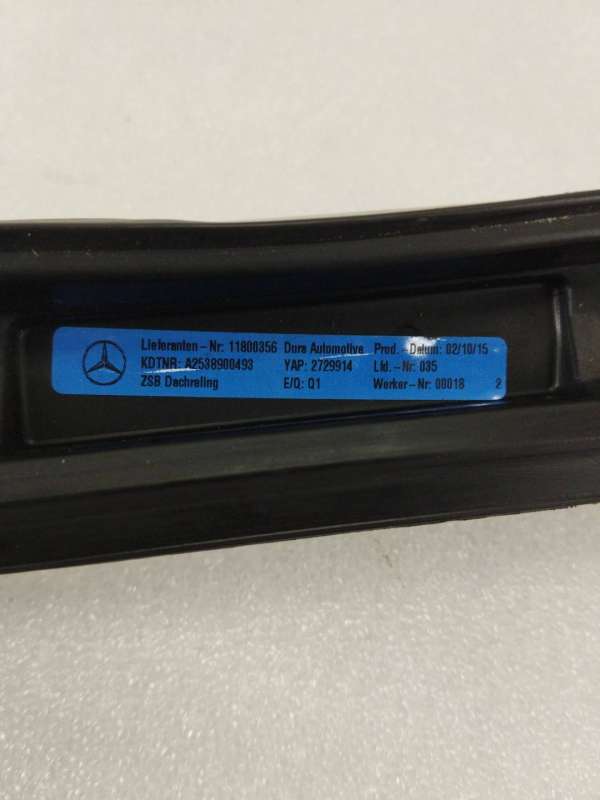 Lieferanten-Nr: 11800356 Dura Automotive Prod.-Datum: 02/10/15
KDTNR: A2538900493 YAP: 2729914 Lfd.-Nr: 035
ZSB Dachreling E/Q: Q1 Werker-Nr: 00018 2